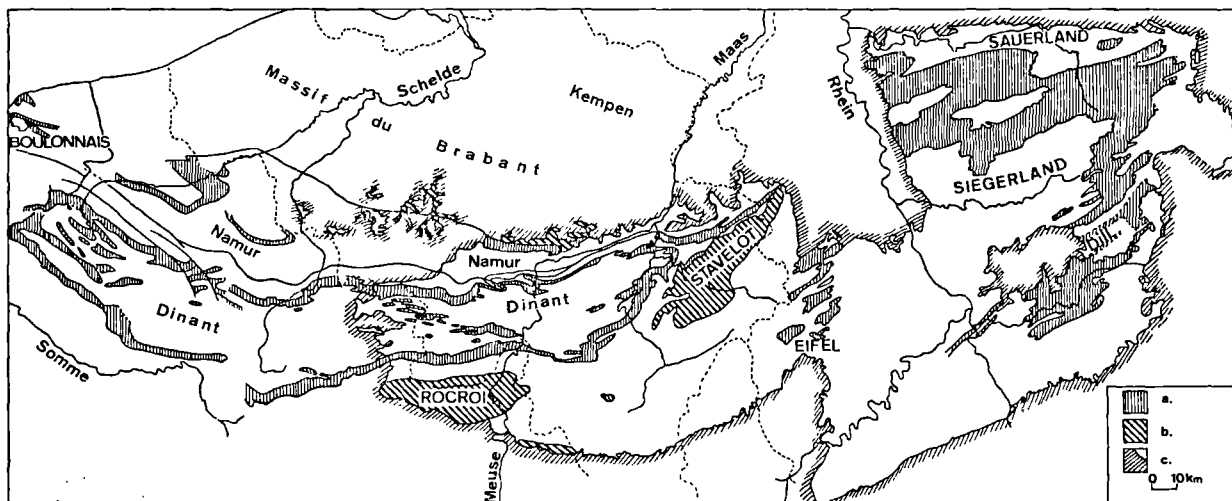 SAUERLAND
Maas
Massif
Schelde
Kempen
Rhein
du
BOULONNAIS
Brabant
SIEGERLAND
Namur
STAVELOT
Dill
Namur
Dinant
Dinant
EIFEL
Somme
ROCROI
Meuse
a.
b.
c.
0 10km